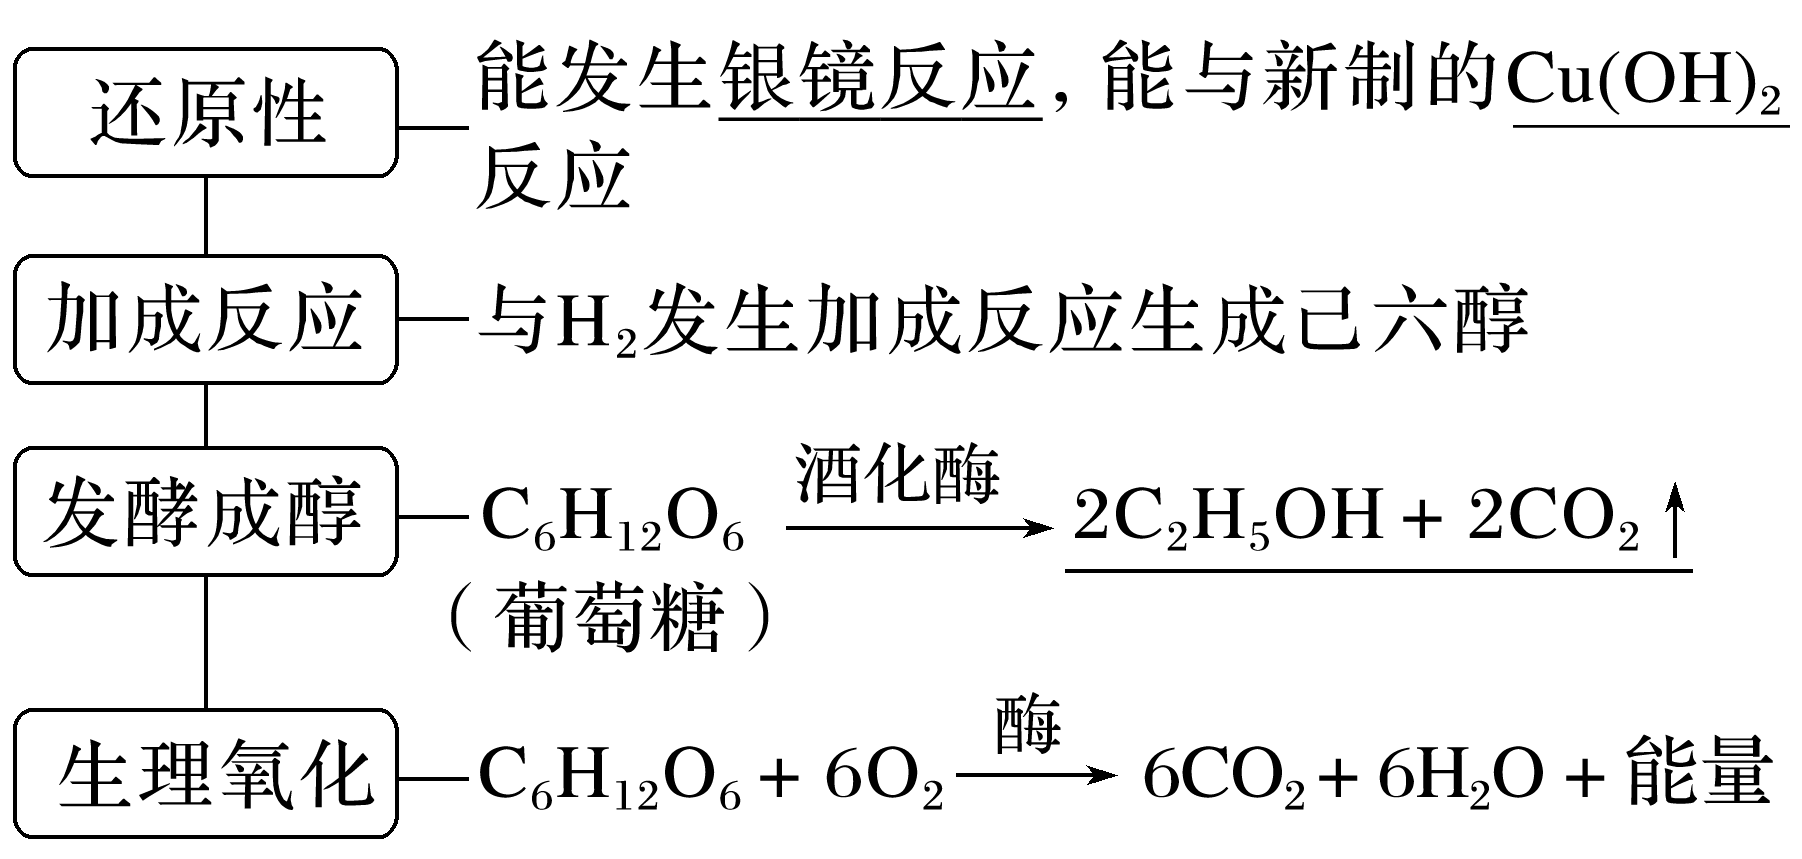 还原性
能发生银镜反应，能与新制的Cu(OH)₂
反应
加成反应
与H₂发生加成反应生成己六醇
发酵成醇
酒化酶
C₆H₁₂O₆ → 2C₂H₅OH + 2CO₂↑
（葡萄糖）
生理氧化
酶
C₆H₁₂O₆ + 6O₂ → 6CO₂ + 6H₂O + 能量